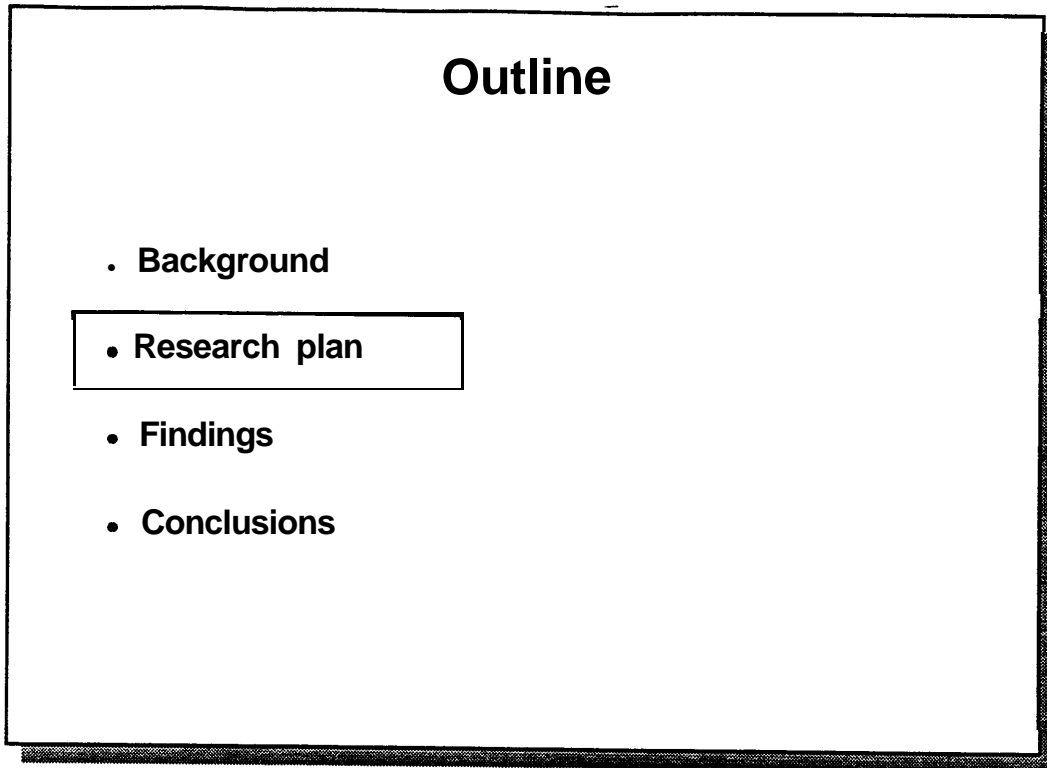 Outline
• Background
• Research plan
• Findings
• Conclusions